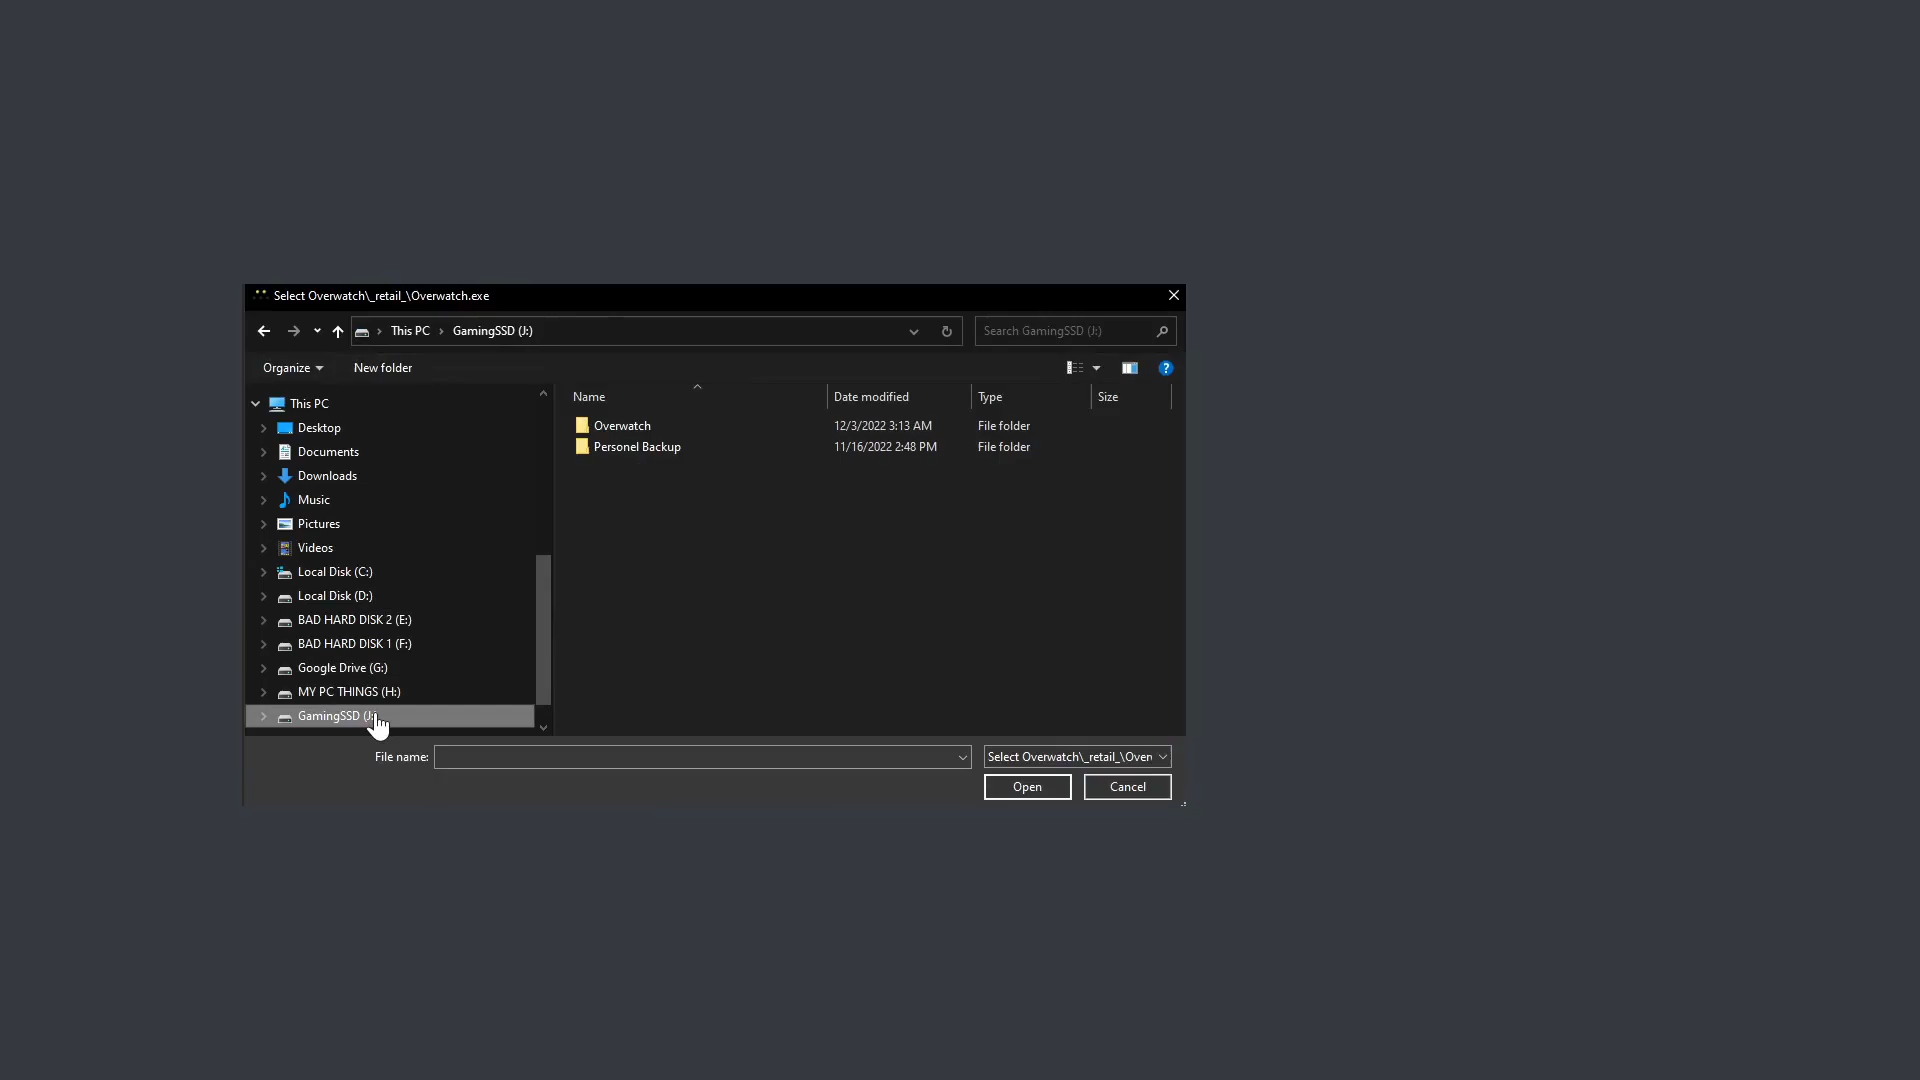 Select Overwatch\_retail_\Overwatch.exe
This PC GamingSSD (J:)
Search GamingSSD (J:)
Organize New folder
?
This PC
Desktop
Documents
Downloads
Music
Pictures
Videos
Local Disk (C:)
Local Disk (D:)
BAD HARD DISK 2 (E:)
BAD HARD DISK 1 (F:)
Google Drive (G:)
MY PC THINGS (H:)
GamingSSD (J:
Name Date modified Type Size
Overwatch 12/3/2022 3:13 AM File folder
Personel Backup 11/16/2022 2:48 PM File folder
File name:
Select Overwatch\_retail_\Over
Open Cancel